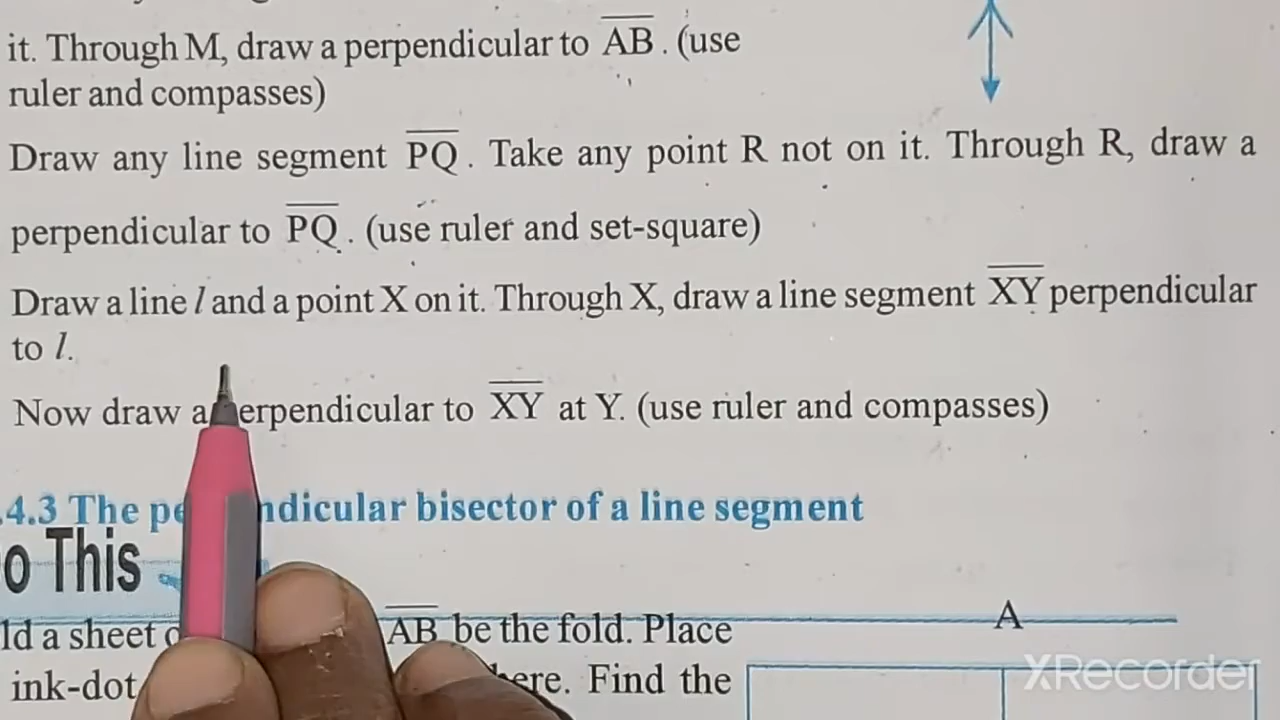 it. Through M, draw a perpendicular to AB. (use
ruler and compasses)
Draw any line segment PQ. Take any point R not on it. Through R, draw a
perpendicular to PQ. (use ruler and set-square)
Draw a line l and a point X on it. Through X, draw a line segment XY perpendicular
to l.
Now draw a erpendicular to XY at Y. (use ruler and compasses)
.4.3 The pe ndicular bisector of a line segment
o This
ld a sheet AB be the fold. Place
A
ink-dot ere. Find the
XRecorder